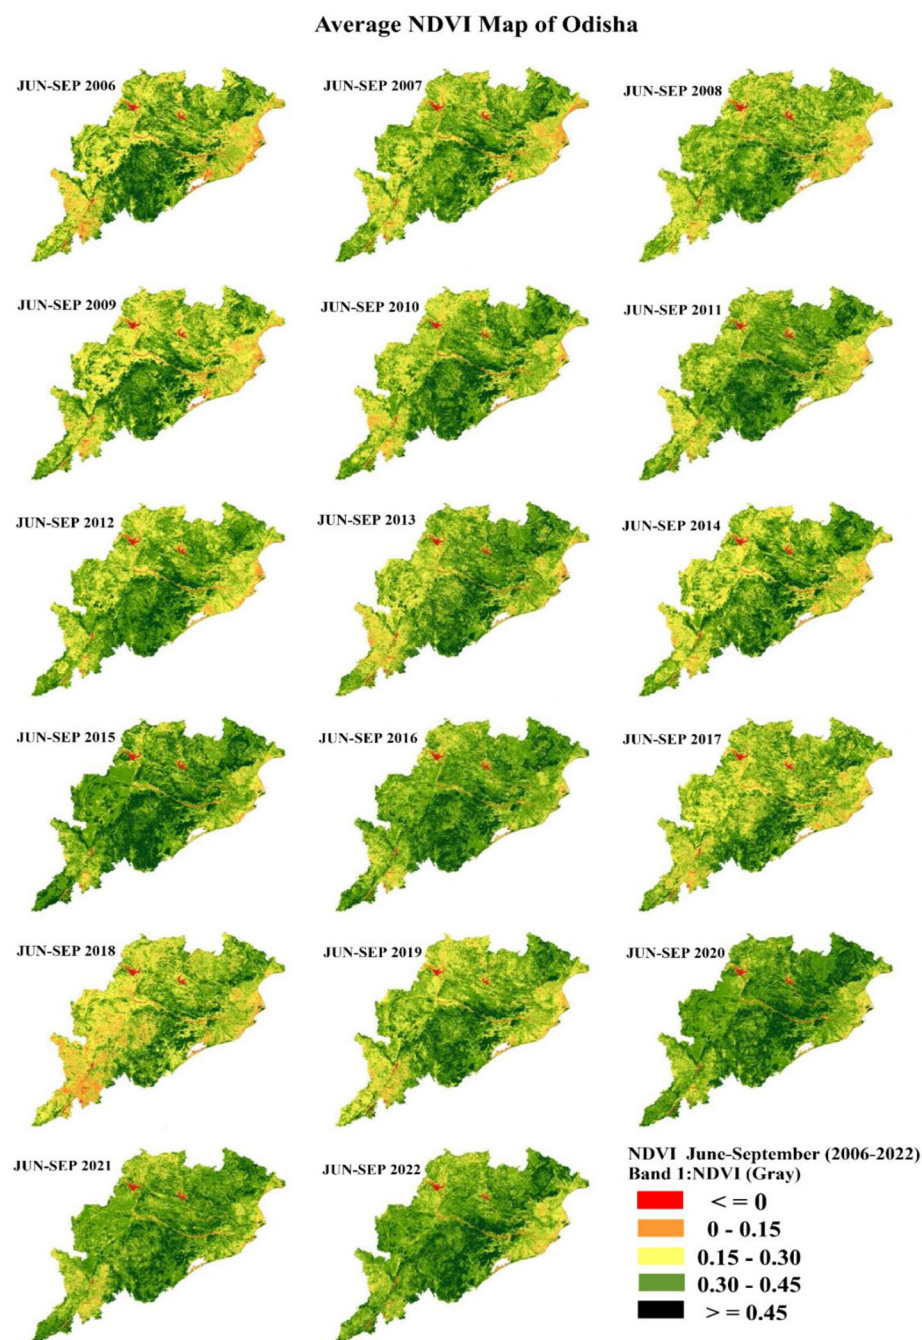 Average NDVI Map of Odisha
JUN-SEP 2006
JUN-SEP 2007
JUN-SEP 2008
JUN-SEP 2009
JUN-SEP 2010
JUN-SEP 2011
JUN-SEP 2012
JUN-SEP 2013
JUN-SEP 2014
JUN-SEP 2015
JUN-SEP 2016
JUN-SEP 2017
JUN-SEP 2018
JUN-SEP 2019
JUN-SEP 2020
JUN-SEP 2021
JUN-SEP 2022
NDVI June-September (2006-2022)
Band 1:NDVI (Gray)
< = 0
0 - 0.15
0.15 - 0.30
0.30 - 0.45
> = 0.45